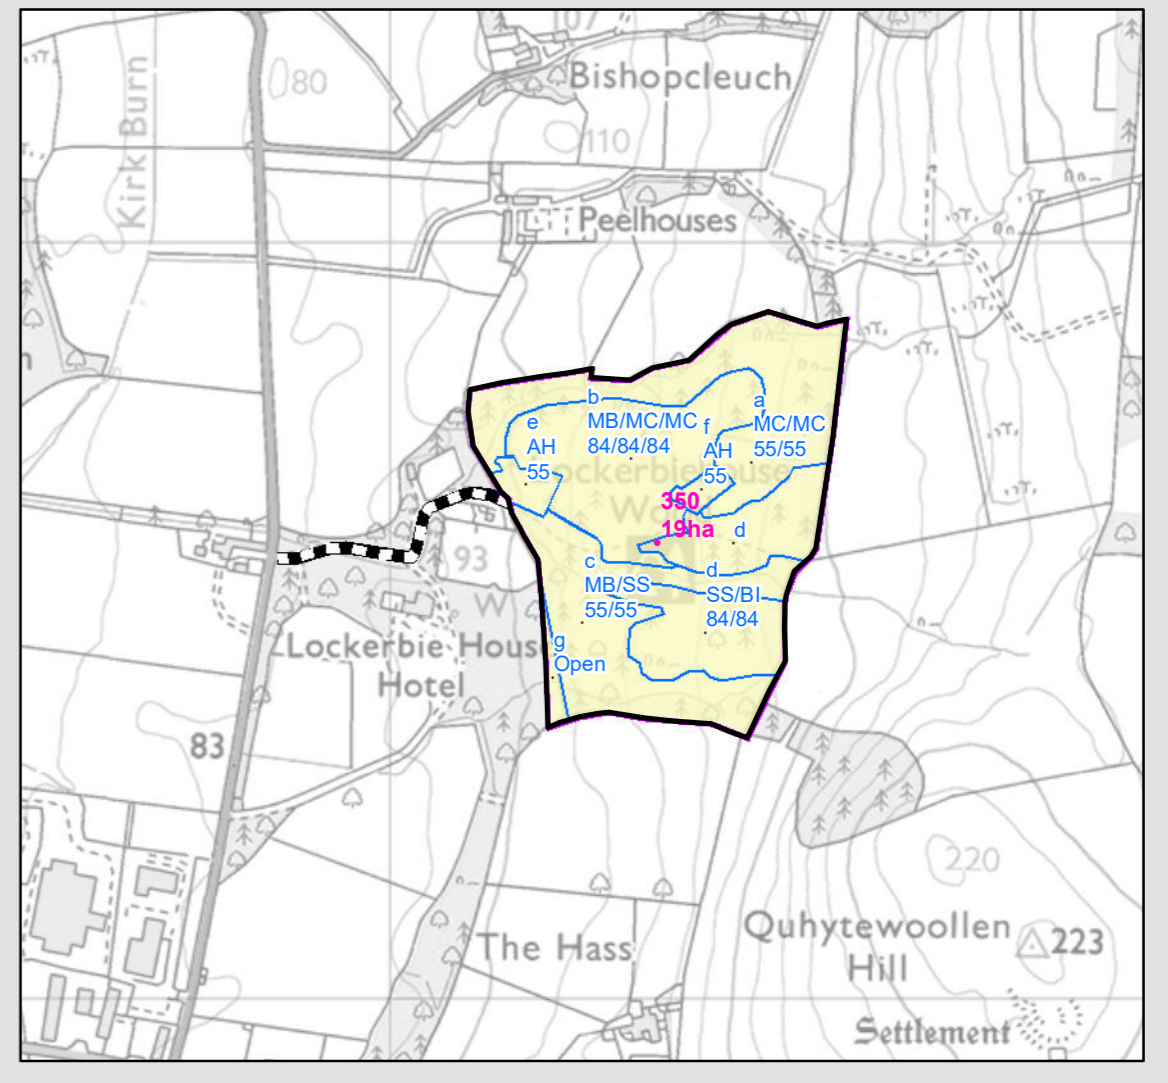 107
Bishopcleuch
80
Kirk Burn
110
Peelhouses
b
MB/MC/MC
84/84/84
a
MC/MC
55/55
e
AH
55
f
AH
55
350
19ha
d
93
c
MB/SS
55/55
d
SS/BI
84/84
W
g
Open
Lockerbie House
Hotel
83
220
Quhytewoollen
Hill
223
The Hass
Settlement